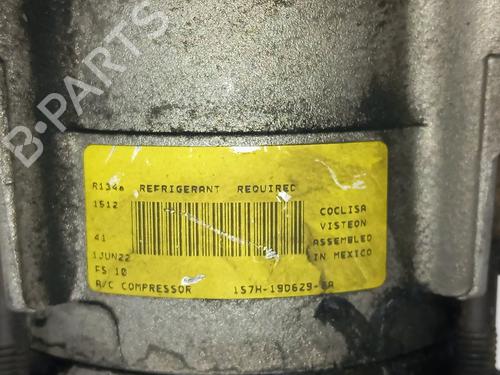 B-PARTS
R134a REFRIGERANT REQUIRED
1512
41
1JUN22
FS 10
A/C COMPRESSOR
COCLISA
VISTEON
ASSEMBLED
IN MEXICO